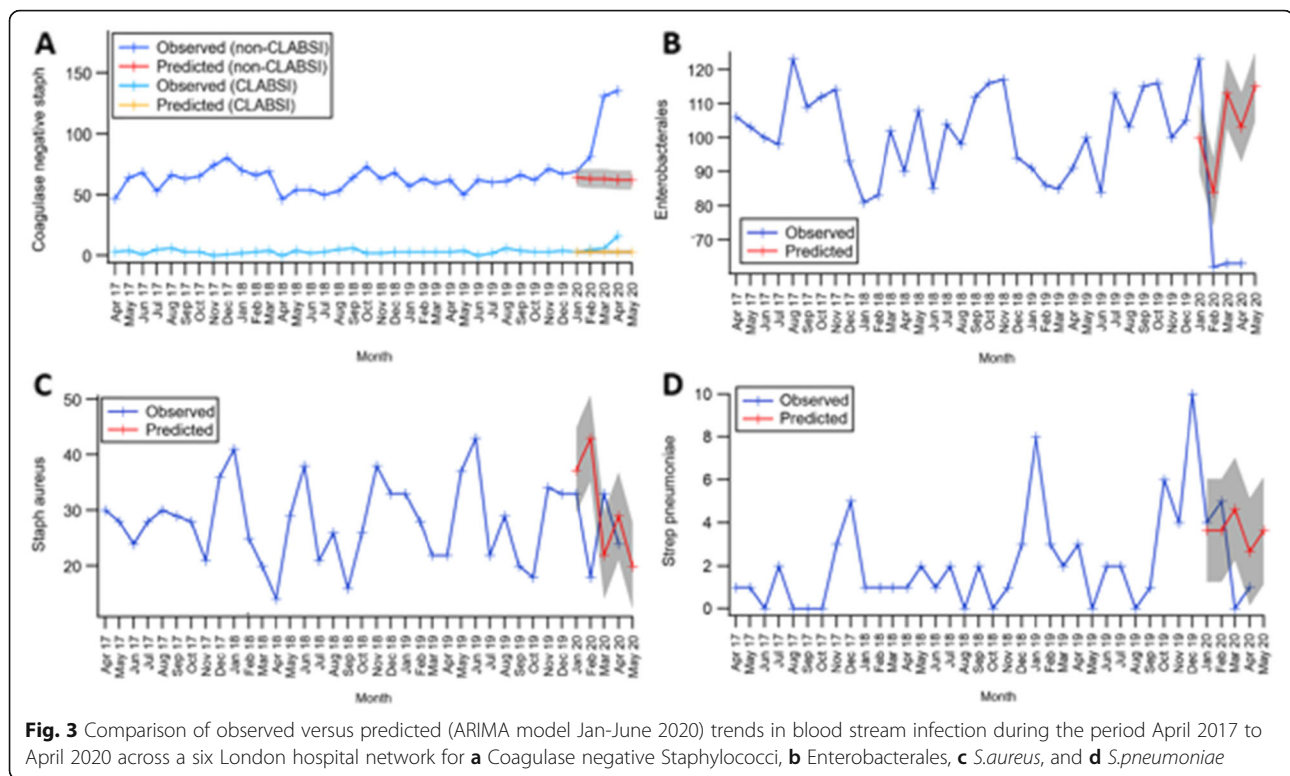 A
Observed (non-CLABSI)
Predicted (non-CLABSI)
Observed (CLABSI)
Predicted (CLABSI)
150
100
50
0
Coagulase negative staph
Apr 17
May 17
Jun 17
Jul 17
Aug 17
Sep 17
Oct 17
Nov 17
Dec 17
Jan 18
Feb 18
Mar 18
Apr 18
May 18
Jun 18
Jul 18
Aug 18
Sep 18
Oct 18
Nov 18
Dec 18
Jan 19
Feb 19
Mar 19
Apr 19
May 19
Jun 19
Jul 19
Aug 19
Sep 19
Oct 19
Nov 19
Dec 19
Jan 20
Feb 20
Mar 20
Apr 20
May 20
Month
B
120
110
100
90
80
70
Enterobacterales
Observed
Predicted
Apr 17
May 17
Jun 17
Jul 17
Aug 17
Sep 17
Oct 17
Nov 17
Dec 17
Jan 18
Feb 18
Mar 18
Apr 18
May 18
Jun 18
Jul 18
Aug 18
Sep 18
Oct 18
Nov 18
Dec 18
Jan 19
Feb 19
Mar 19
Apr 19
May 19
Jun 19
Jul 19
Aug 19
Sep 19
Oct 19
Nov 19
Dec 19
Jan 20
Feb 20
Mar 20
Apr 20
May 20
Month
C
Observed
Predicted
50
40
30
20
Staph aureus
Apr 17
May 17
Jun 17
Jul 17
Aug 17
Sep 17
Oct 17
Nov 17
Dec 17
Jan 18
Feb 18
Mar 18
Apr 18
May 18
Jun 18
Jul 18
Aug 18
Sep 18
Oct 18
Nov 18
Dec 18
Jan 19
Feb 19
Mar 19
Apr 19
May 19
Jun 19
Jul 19
Aug 19
Sep 19
Oct 19
Nov 19
Dec 19
Jan 20
Feb 20
Mar 20
Apr 20
May 20
Month
D
Observed
Predicted
10
8
6
4
2
0
Strep pneumoniae
Apr 17
May 17
Jun 17
Jul 17
Aug 17
Sep 17
Oct 17
Nov 17
Dec 17
Jan 18
Feb 18
Mar 18
Apr 18
May 18
Jun 18
Jul 18
Aug 18
Sep 18
Oct 18
Nov 18
Dec 18
Jan 19
Feb 19
Mar 19
Apr 19
May 19
Jun 19
Jul 19
Aug 19
Sep 19
Oct 19
Nov 19
Dec 19
Jan 20
Feb 20
Mar 20
Apr 20
May 20
Month
Fig. 3 Comparison of observed versus predicted (ARIMA model Jan-June 2020) trends in blood stream infection during the period April 2017 to
April 2020 across a six London hospital network for a Coagulase negative Staphylococci, b Enterobacterales, c S.aureus, and d S.pneumoniae